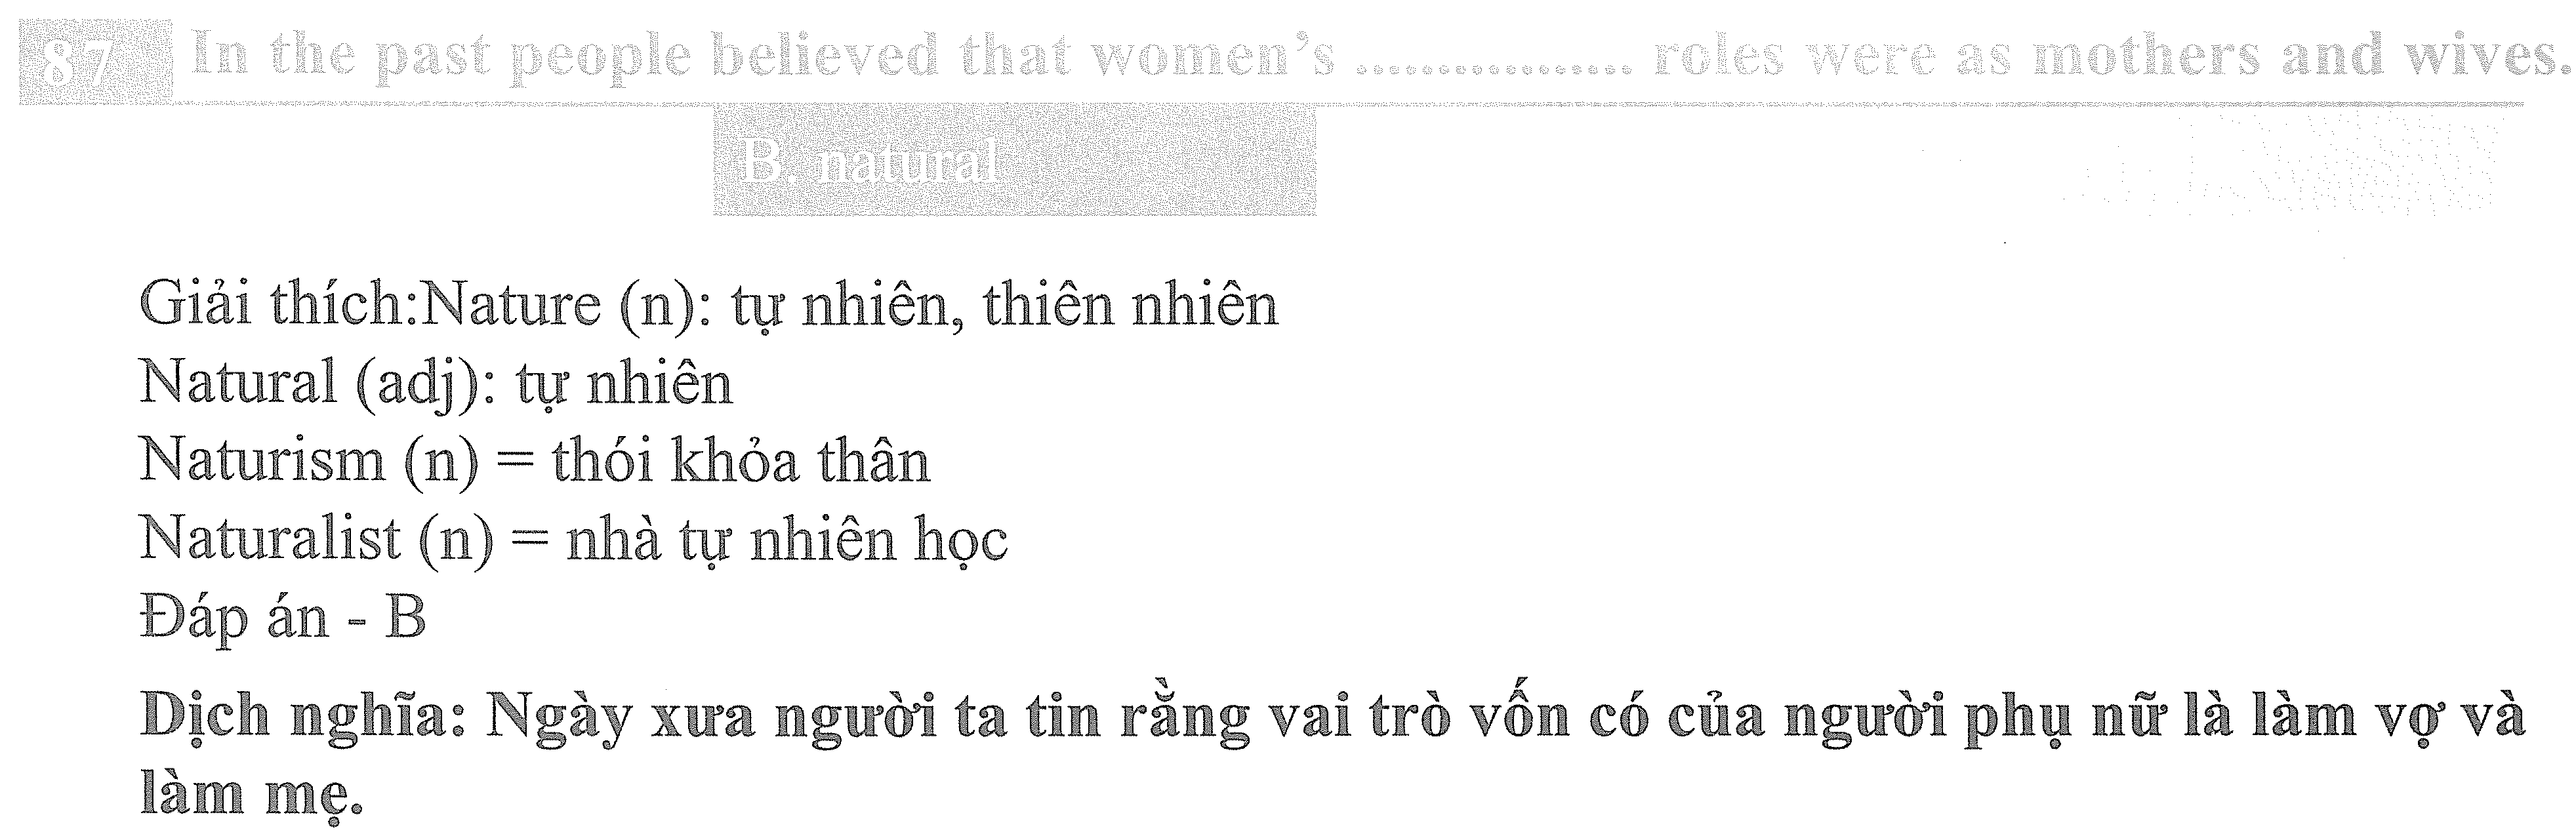 87 In the past people believed that women's ................. roles were as mothers and wives.
B. natural
Giải thích:Nature (n): tự nhiên, thiên nhiên
Natural (adj): tự nhiên
Naturism (n) = thói khỏa thân
Naturalist (n) = nhà tự nhiên học
Đáp án - B
Dịch nghĩa: Ngày xưa người ta tin rằng vai trò vốn có của người phụ nữ là làm vợ và
làm mẹ.